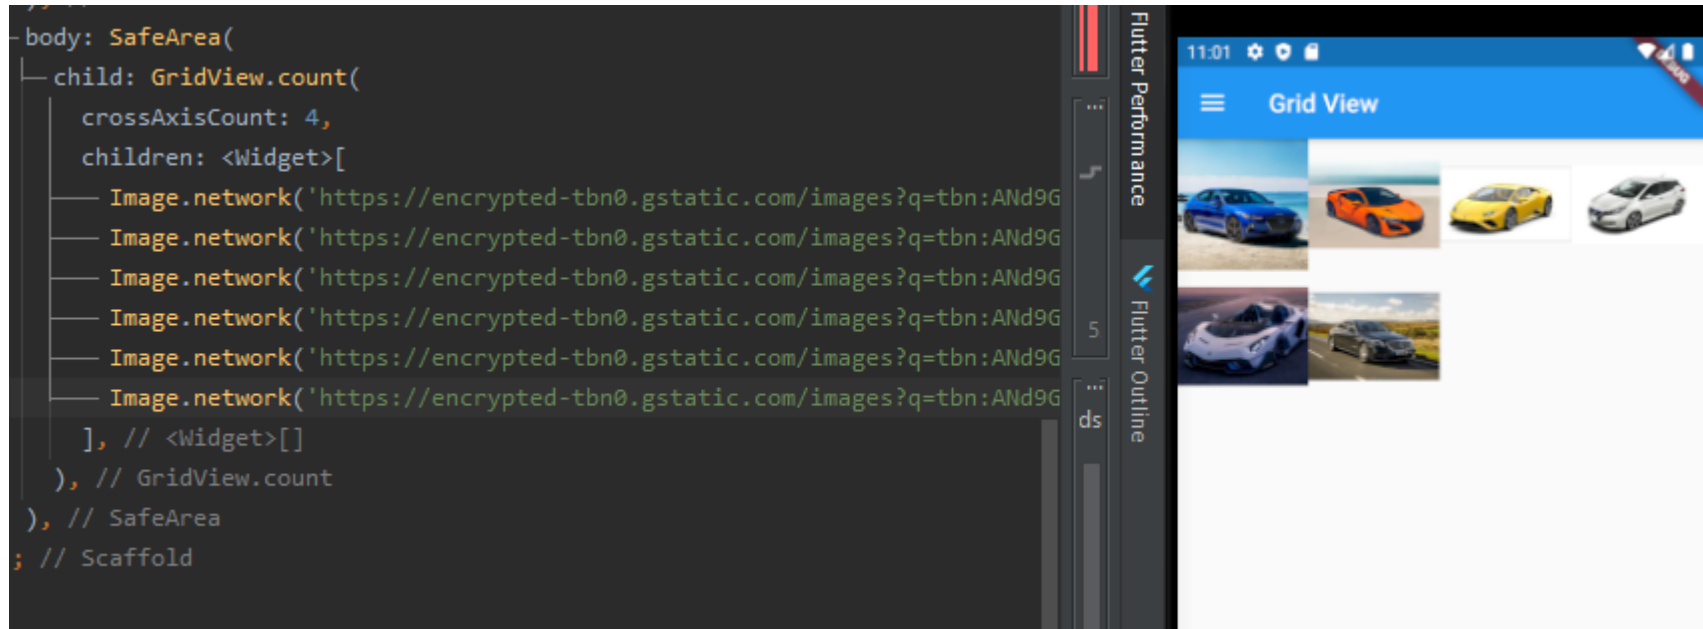 body: SafeArea(
child: GridView.count(
crossAxisCount: 4,
children: <Widget>[
Image.network('https://encrypted-tbn0.gstatic.com/images?q=tbn:ANd9G
Image.network('https://encrypted-tbn0.gstatic.com/images?q=tbn:ANd9G
Image.network('https://encrypted-tbn0.gstatic.com/images?q=tbn:ANd9G
Image.network('https://encrypted-tbn0.gstatic.com/images?q=tbn:ANd9G
Image.network('https://encrypted-tbn0.gstatic.com/images?q=tbn:ANd9G
Image.network('https://encrypted-tbn0.gstatic.com/images?q=tbn:ANd9G
], // <Widget>[]
), // GridView.count
), // SafeArea
; // Scaffold
...
5
...
ds
Flutter Performance
Flutter Outline
11:01
Grid View